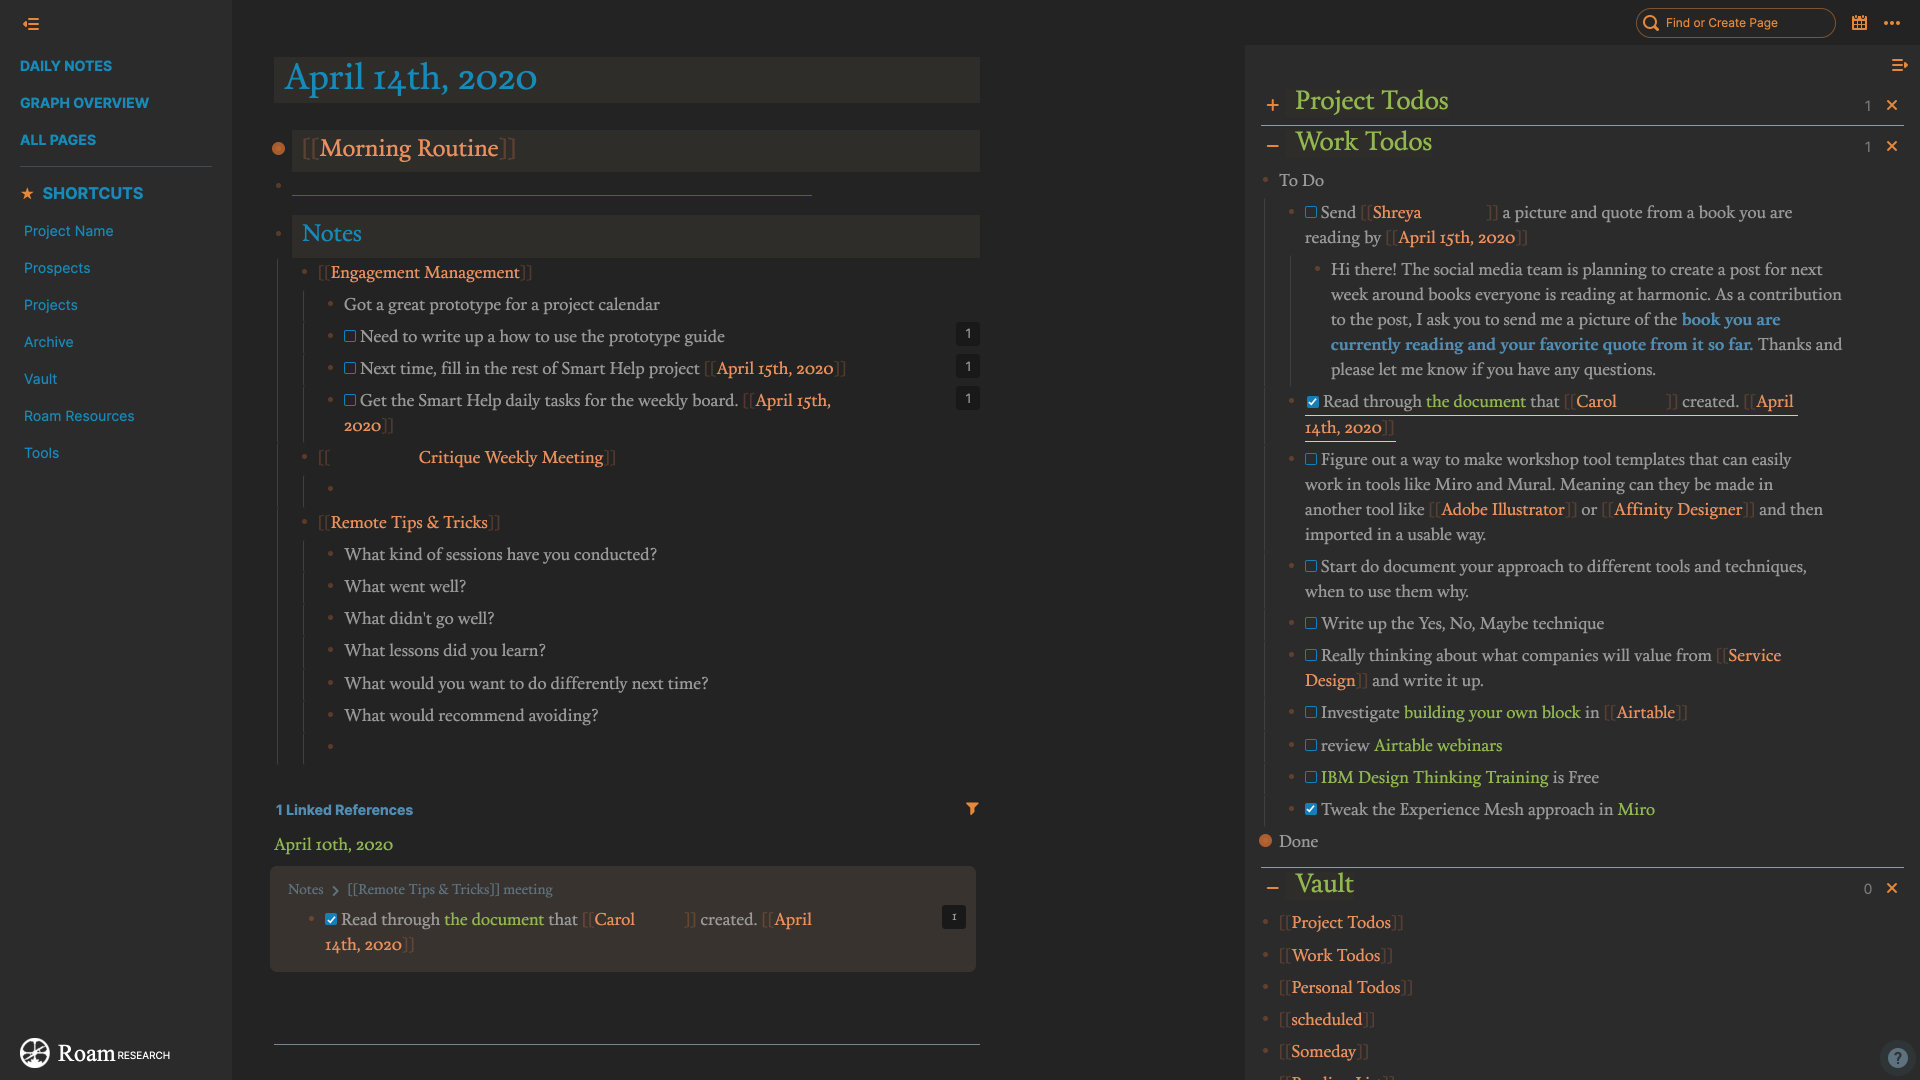 DAILY NOTES
GRAPH OVERVIEW
ALL PAGES
★ SHORTCUTS
Project Name
Prospects
Projects
Archive
Vault
Roam Resources
Tools
Roam RESEARCH
April 14th, 2020
[[Morning Routine]]
Notes
[[Engagement Management]]
Got a great prototype for a project calendar
Need to write up a how to use the prototype guide 1
Next time, fill in the rest of Smart Help project [[April 15th, 2020]] 1
Get the Smart Help daily tasks for the weekly board. [[April 15th, 1
2020]]
[[ Critique Weekly Meeting]]
[[Remote Tips & Tricks]]
What kind of sessions have you conducted?
What went well?
What didn't go well?
What lessons did you learn?
What would you want to do differently next time?
What would recommend avoiding?
1 Linked References
April 10th, 2020
Notes > [[Remote Tips & Tricks]] meeting
Read through the document that [[Carol ]] created. [[April 1
14th, 2020]]
Find or Create Page
Project Todos 1
Work Todos 1
To Do
Send [[Shreya ]] a picture and quote from a book you are
reading by [[April 15th, 2020]]
Hi there! The social media team is planning to create a post for next
week around books everyone is reading at harmonic. As a contribution
to the post, I ask you to send me a picture of the book you are
currently reading and your favorite quote from it so far. Thanks and
please let me know if you have any questions.
Read through the document that [[Carol ]] created. [[April
14th, 2020]]
Figure out a way to make workshop tool templates that can easily
work in tools like Miro and Mural. Meaning can they be made in
another tool like [[Adobe Illustrator]] or [[Affinity Designer]] and then
imported in a usable way.
Start do document your approach to different tools and techniques,
when to use them why.
Write up the Yes, No, Maybe technique
Really thinking about what companies will value from [[Service
Design]] and write it up.
Investigate building your own block in [[Airtable]]
review Airtable webinars
IBM Design Thinking Training is Free
Tweak the Experience Mesh approach in Miro
Done
Vault 0
[[Project Todos]]
[[Work Todos]]
[[Personal Todos]]
[[scheduled]]
[[Someday]]
?